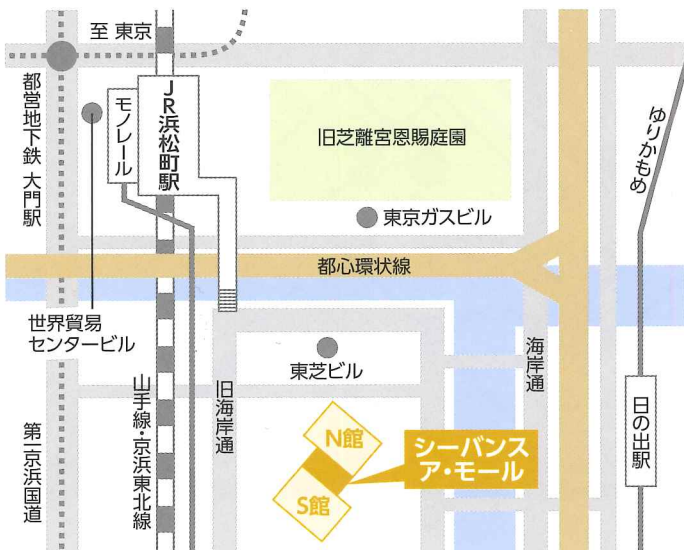 至 東京
都営地下鉄 大門駅
モノレール
JR浜松町駅
旧芝離宮恩賜庭園
ゆりかもめ
東京ガスビル
都心環状線
世界貿易
センタービル
東芝ビル
海岸通
第一京浜国道
山手線・京浜東北線
旧海岸通
N館
S館
シーバンス
ア・モール
日の出駅